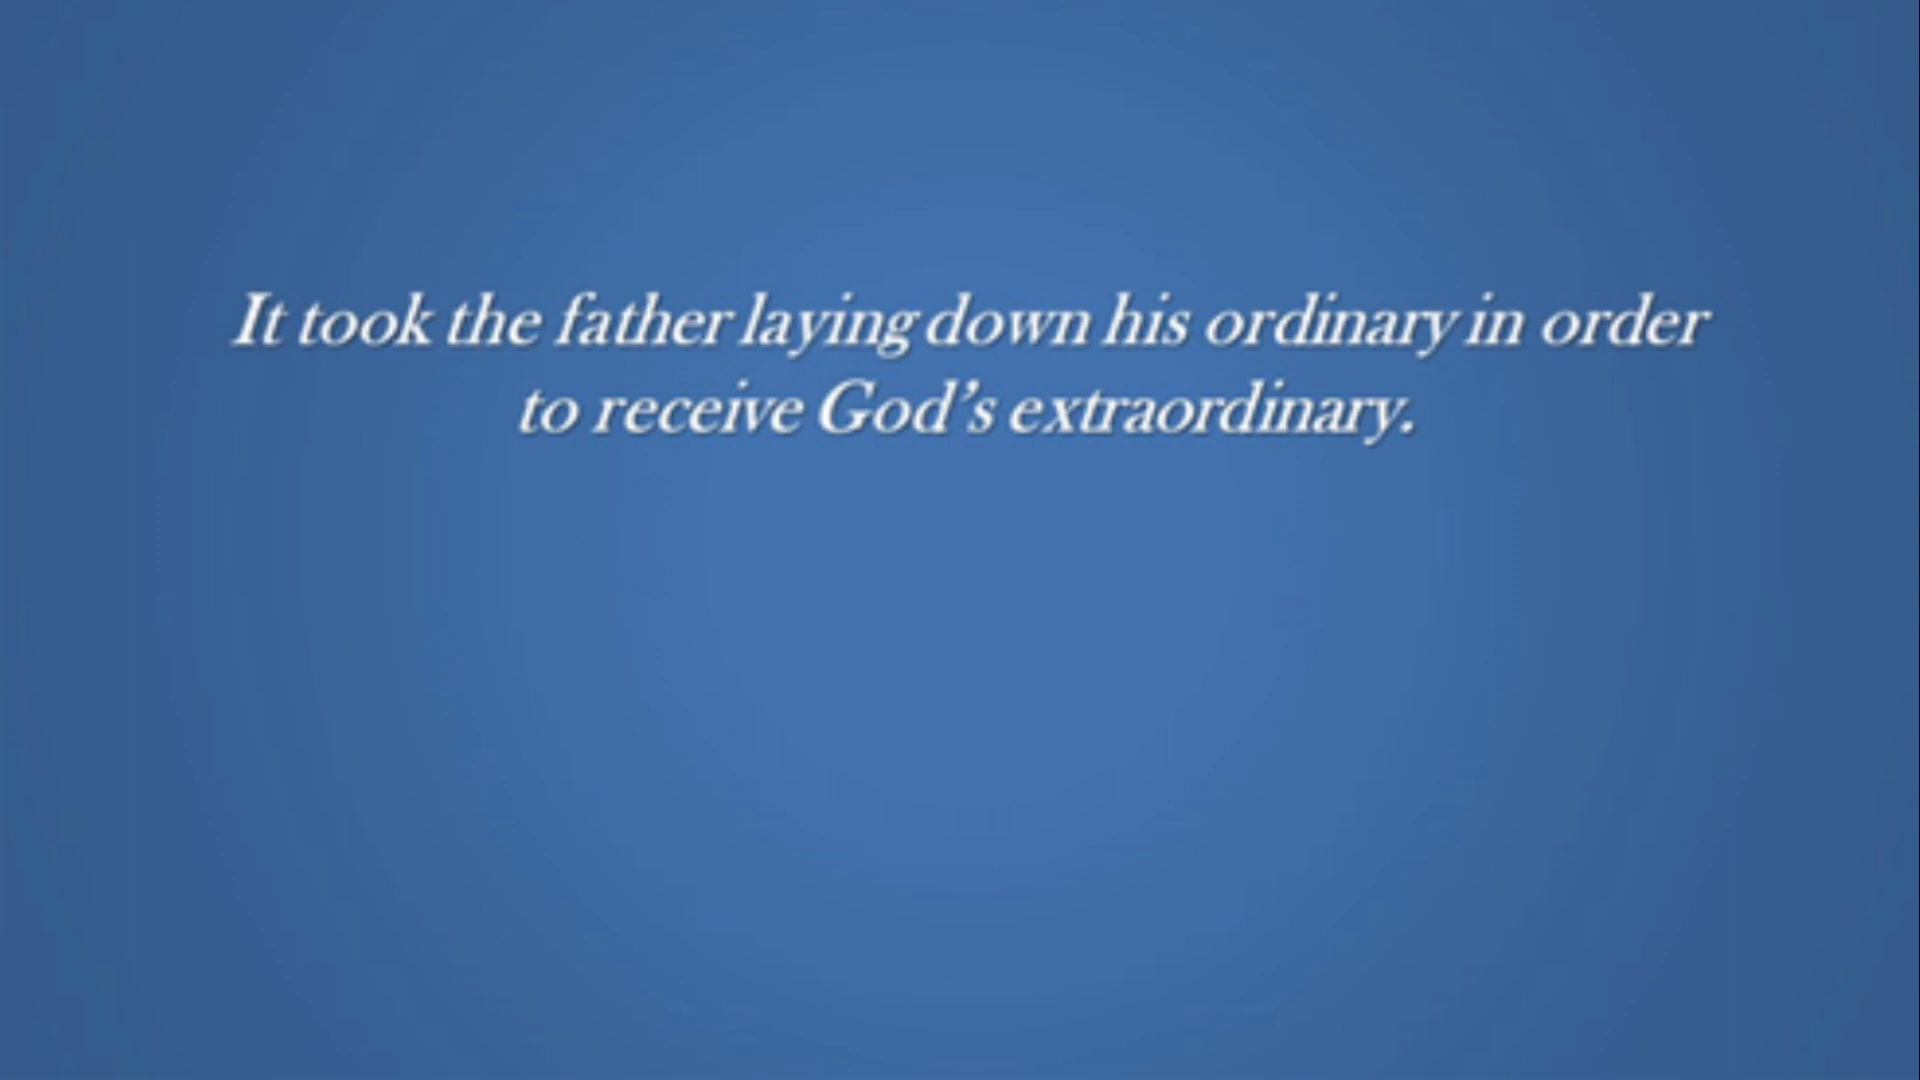 It took the father laying down his ordinary in order
to receive God’s extraordinary.